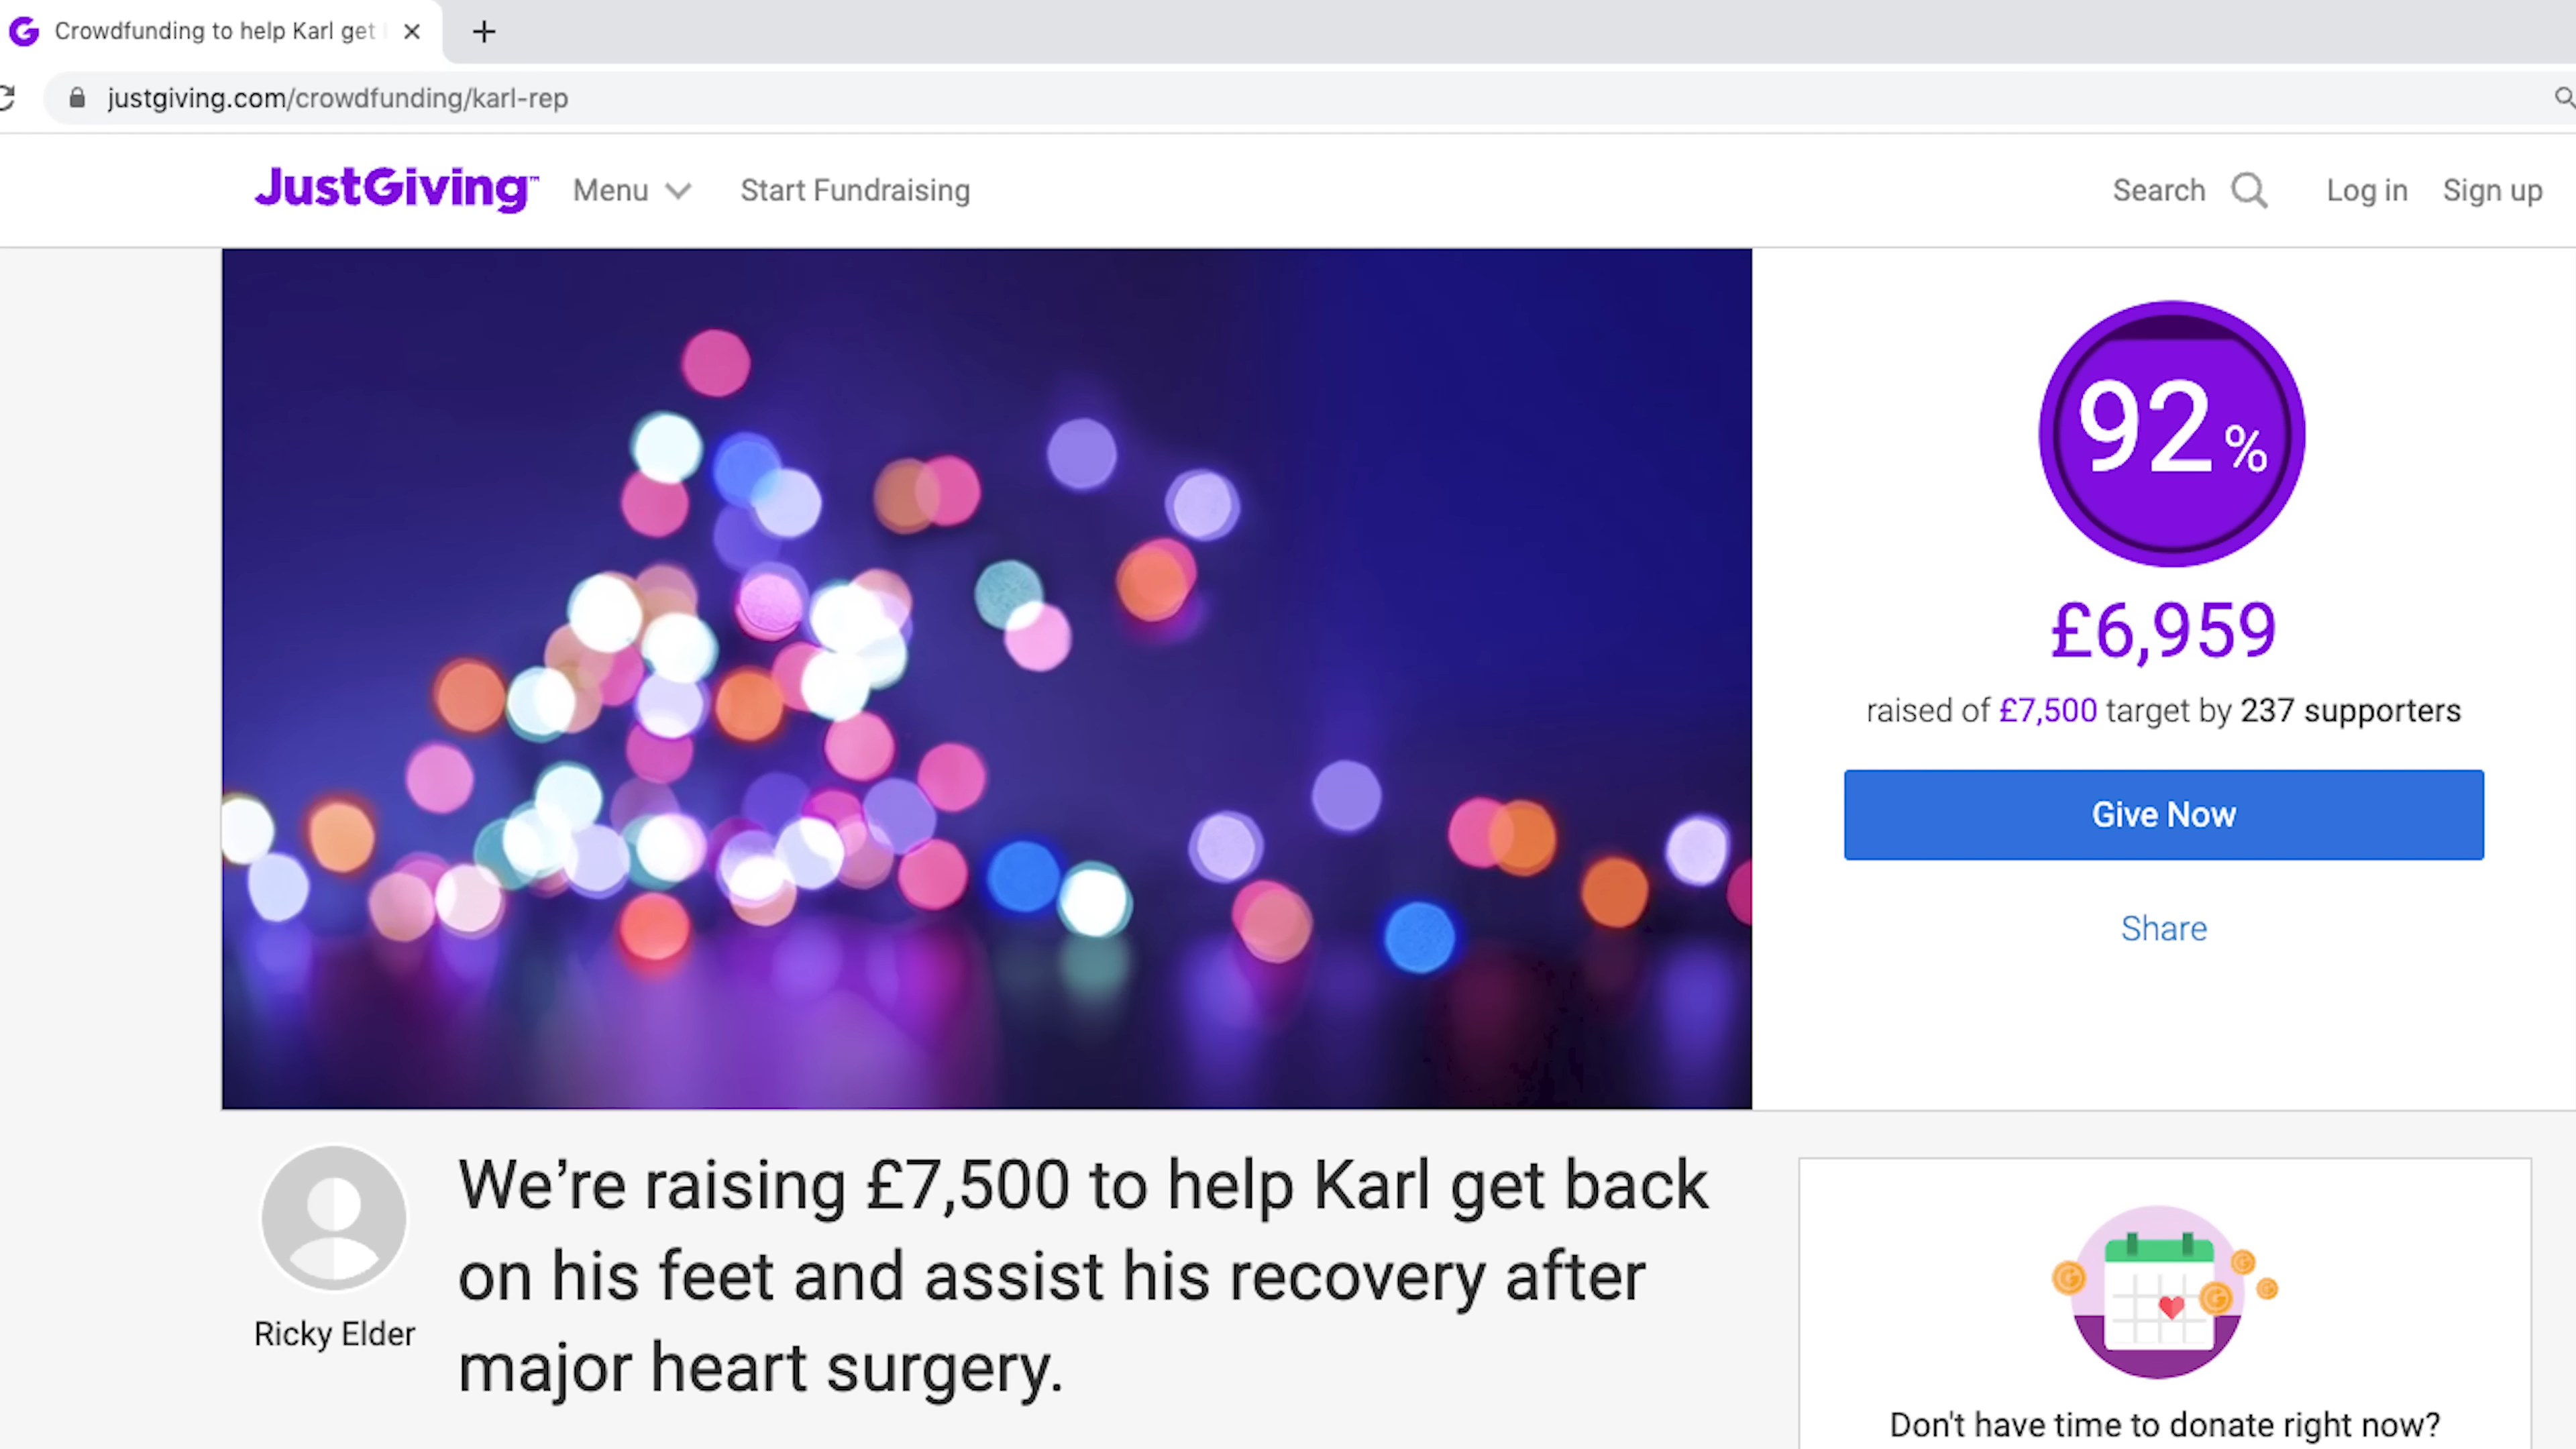 Crowdfunding to help Karl get
justgiving.com/crowdfunding/karl-rep
JustGiving™ Menu Start Fundraising Search Log in Sign up
92%
£6,959
raised of £7,500 target by 237 supporters
Give Now
Share
Ricky Elder
We’re raising £7,500 to help Karl get back
on his feet and assist his recovery after
major heart surgery.
Don't have time to donate right now?